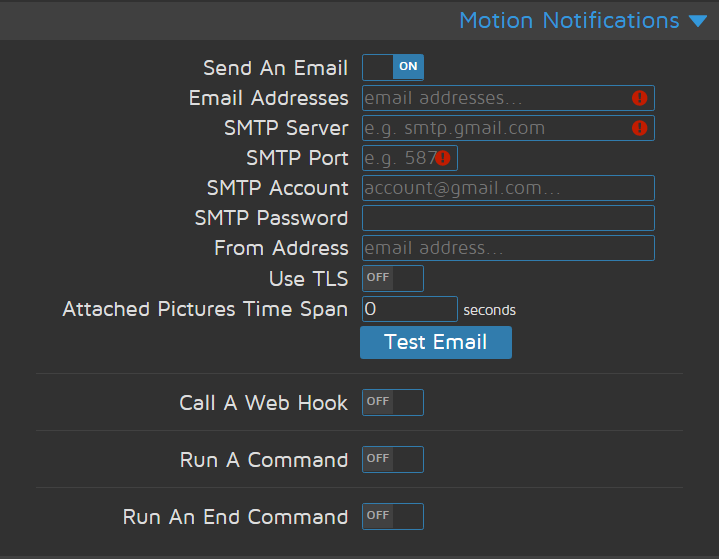 Motion Notifications
Send An Email ON
Email Addresses email addresses...
SMTP Server e.g. smtp.gmail.com
SMTP Port e.g. 587
SMTP Account account@gmail.com...
SMTP Password
From Address email address...
Use TLS OFF
Attached Pictures Time Span 0 seconds
Test Email
Call A Web Hook OFF
Run A Command OFF
Run An End Command OFF